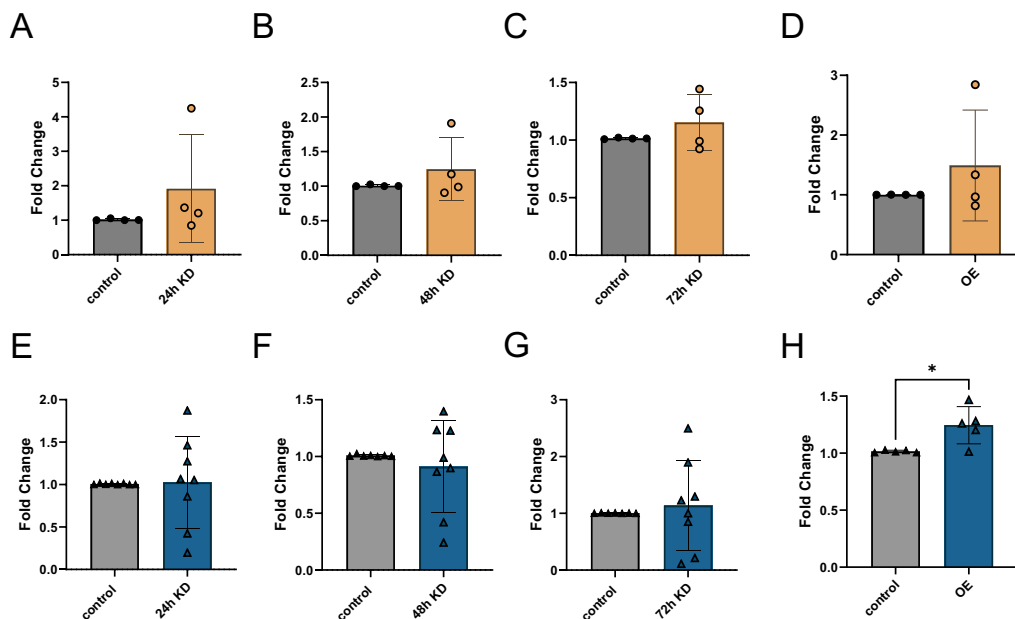 A
B
C
D
Fold Change
5
4
3
2
1
0
control
24h KD
Fold Change
2.5
2.0
1.5
1.0
0.5
0.0
control
48h KD
Fold Change
1.5
1.0
0.5
0.0
control
72h KD
Fold Change
3
2
1
0
control
OE
E
F
G
H
Fold Change
2.0
1.5
1.0
0.5
0.0
control
24h KD
Fold Change
1.5
1.0
0.5
0.0
control
48h KD
Fold Change
3
2
1
0
control
72h KD
Fold Change
1.5
1.0
0.5
0.0
*
control
OE